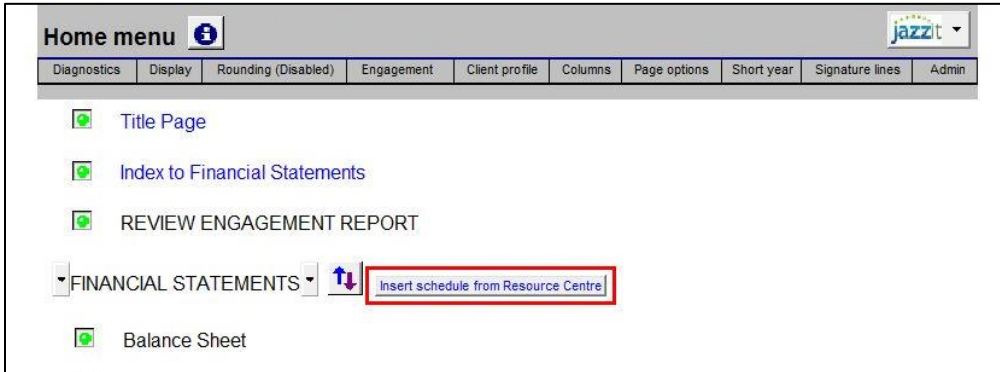 Home menu
jazzit
Diagnostics Display Rounding (Disabled) Engagement Client profile Columns Page options Short year Signature lines Admin
Title Page
Index to Financial Statements
REVIEW ENGAGEMENT REPORT
FINANCIAL STATEMENTS Insert schedule from Resource Centre
Balance Sheet